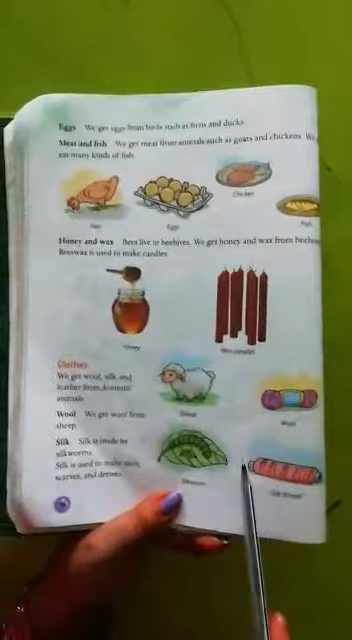 Eggs We get eggs from birds such as hens and ducks.
Meat and fish We get meat from animals such as goats and chickens. We
eat many kinds of fish.
Chicken
Hen
Eggs
Fish
Honey and wax Bees live in beehives. We get honey and wax from
Beeswax is used to make candles.
Honey
Wax candles
Clothes
We get wool, silk and
leather from domestic
animals.
Wool We get wool from
sheep.
Sheep
Wool
Silk Silk is made by
silkworms.
Silk is used to make saris,
scarves, and dresses.
Silkworm
Silk thread